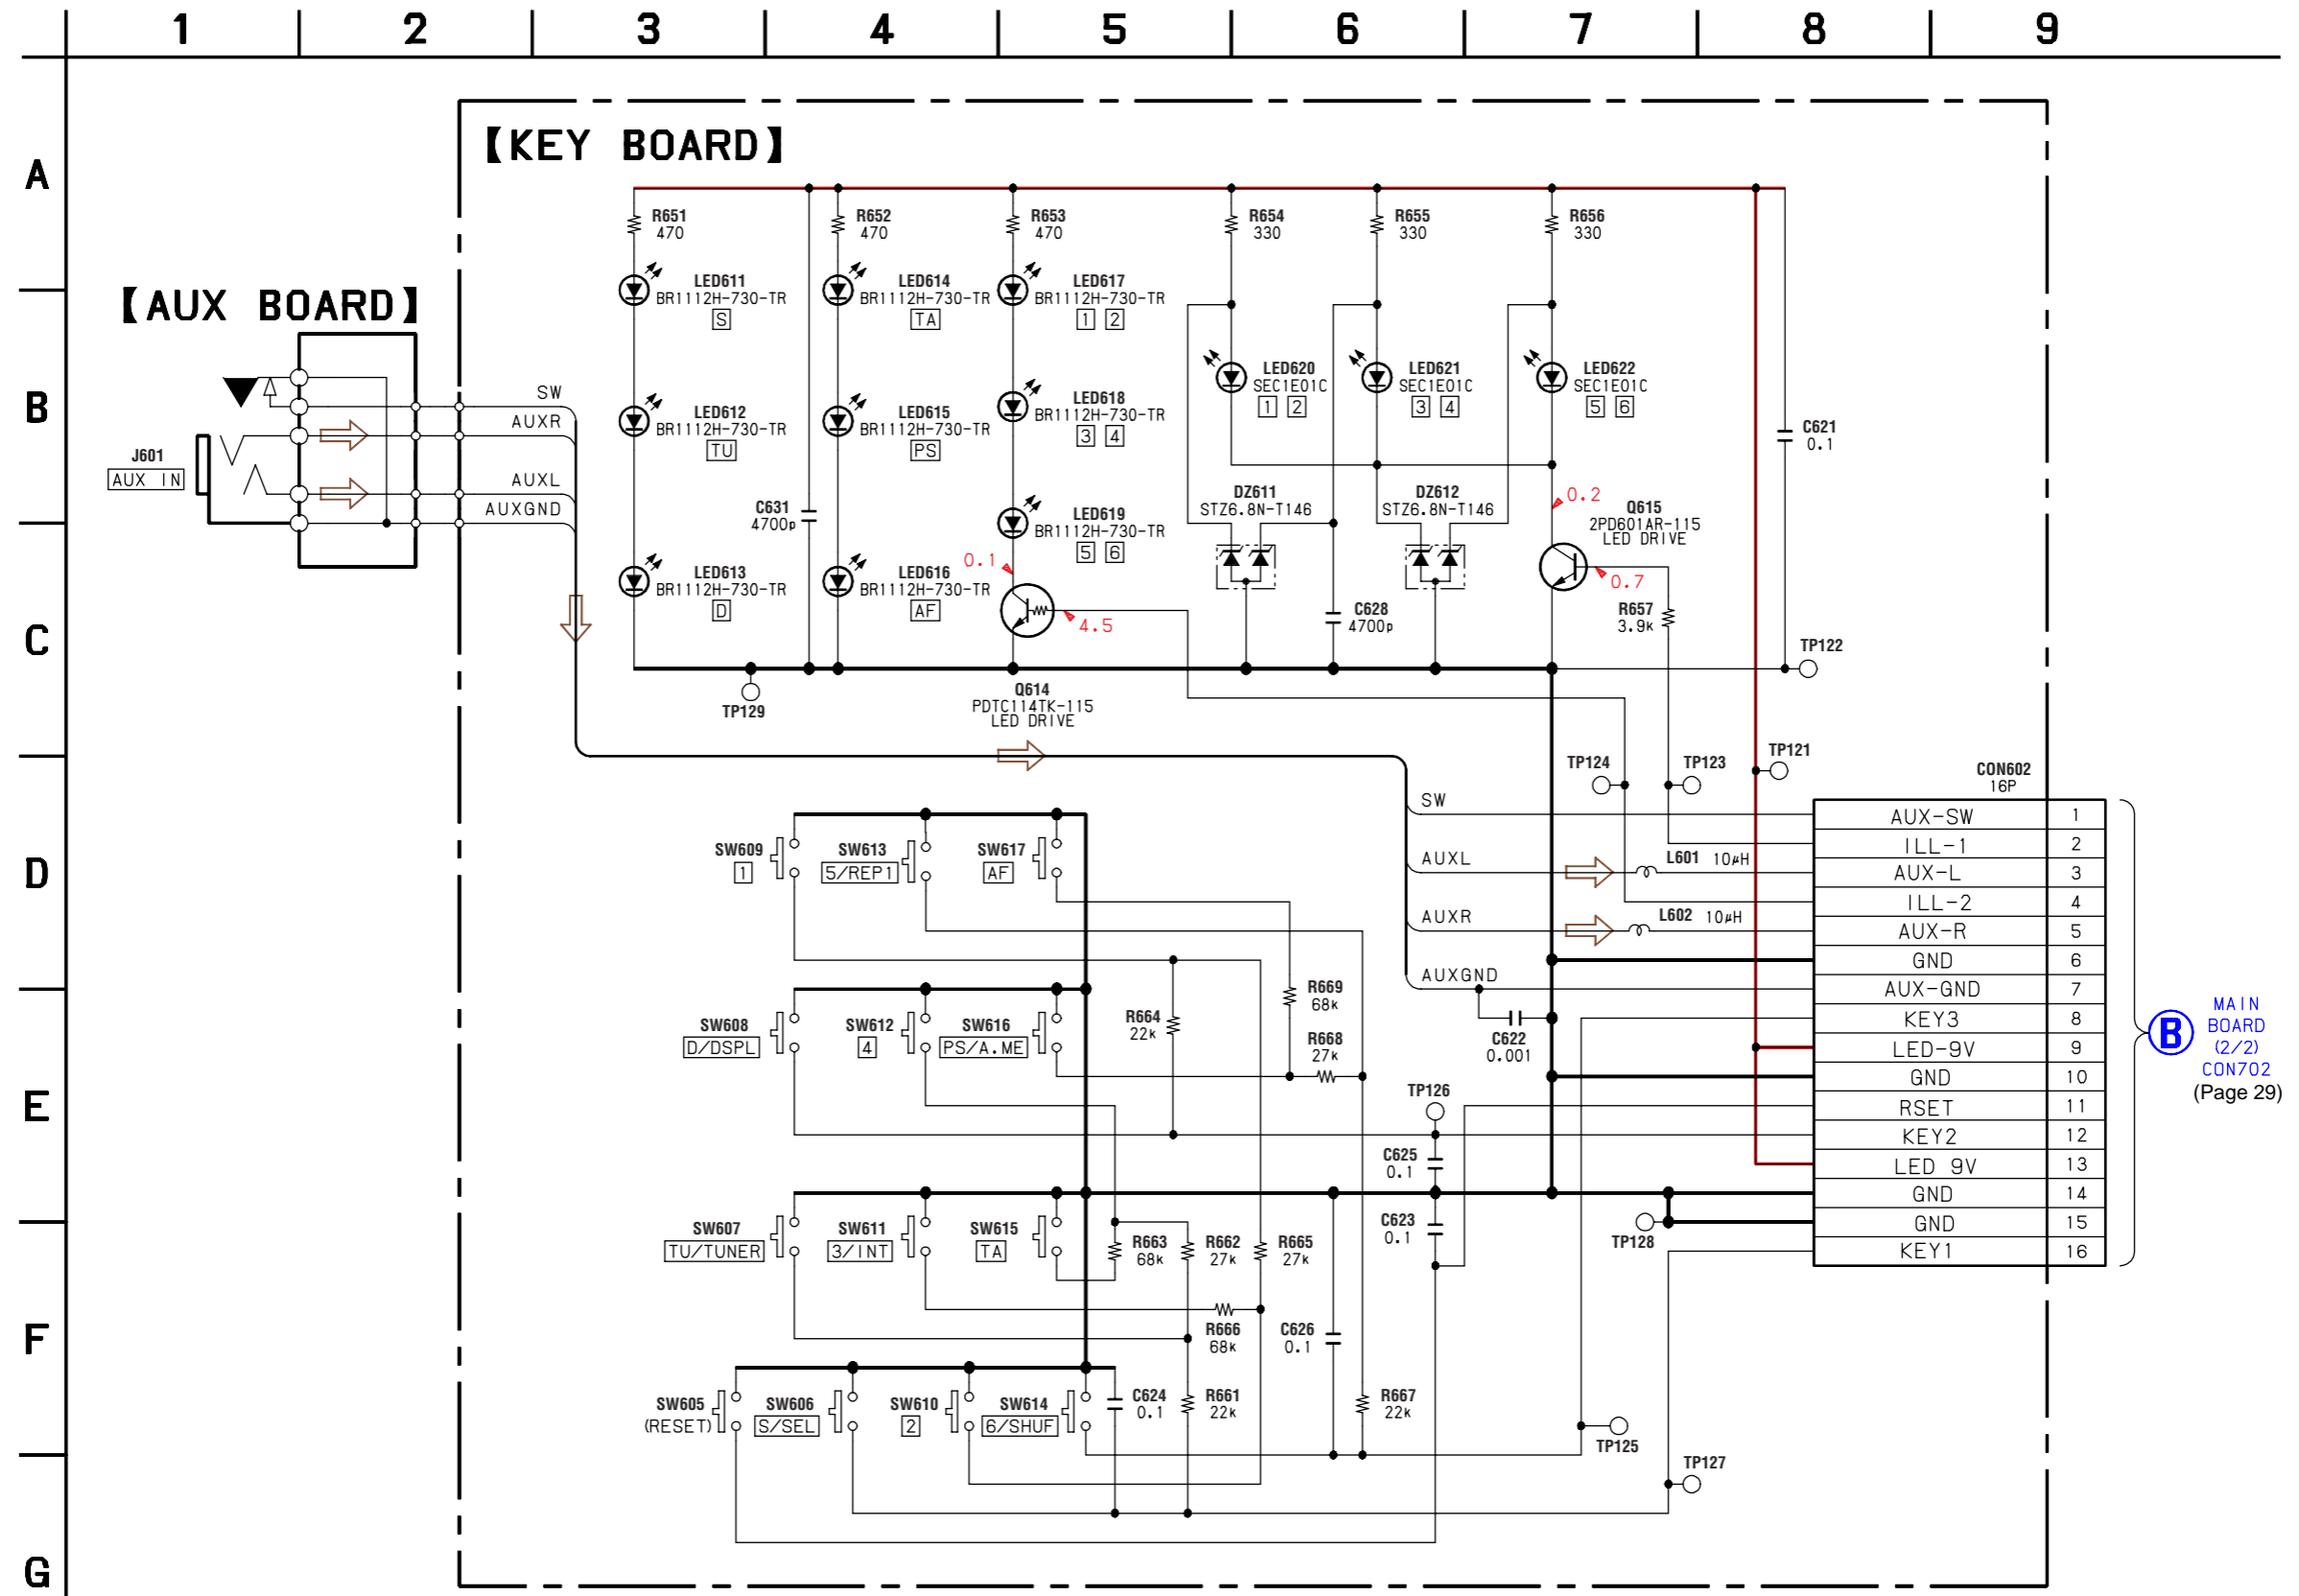 1 2 3 4 5 6 7 8 9
A
B
C
D
E
F
G
【KEY BOARD】
【AUX BOARD】
R651
470
R652
470
R653
470
R654
330
R655
330
R656
330
LED611
BR1112H-730-TR
S
LED614
BR1112H-730-TR
TA
LED617
BR1112H-730-TR
1 2
LED612
BR1112H-730-TR
TU
LED615
BR1112H-730-TR
PS
LED618
BR1112H-730-TR
3 4
LED620
SEC1E01C
1 2
LED621
SEC1E01C
3 4
LED622
SEC1E01C
5 6
C621
0.1
SW
AUXR
AUXL
AUXGND
J601
AUX IN
C631
4700p
LED619
BR1112H-730-TR
5 6
DZ611
STZ6.8N-T146
DZ612
STZ6.8N-T146
0.2
Q615
2PD601AR-115
LED DRIVE
0.7
LED613
BR1112H-730-TR
D
LED616
BR1112H-730-TR
AF
0.1
4.5
C628
4700p
R657
3.9k
TP122
TP129
Q614
PDTC114TK-115
LED DRIVE
TP124
TP123
TP121
CON602
16P
SW
AUXL
AUXR
AUXGND
L601 10μH
L602 10μH
AUX-SW 1
ILL-1 2
AUX-L 3
ILL-2 4
AUX-R 5
GND 6
AUX-GND 7
KEY3 8
LED-9V 9
GND 10
RSET 11
KEY2 12
LED 9V 13
GND 14
GND 15
KEY1 16
B
MAIN
BOARD
(2/2)
CON702
(Page 29)
SW609
1
SW613
5/REP1
SW617
AF
SW608
D/DSPL
SW612
4
SW616
PS/A.ME
R664
22k
R669
68k
R668
27k
C622
0.001
TP126
C625
0.1
SW607
TU/TUNER
SW611
3/INT
SW615
TA
R663
68k
R662
27k
R665
27k
C623
0.1
TP128
R666
68k
C626
0.1
SW605
(RESET)
SW606
S/SEL
SW610
2
SW614
6/SHUF
C624
0.1
R661
22k
R667
22k
TP125
TP127